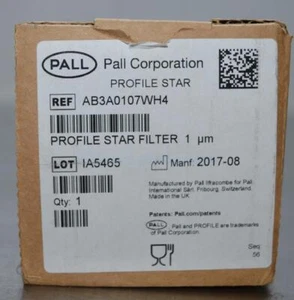 PALL Pall Corporation
PROFILE STAR
REF AB3A0107WH4
PROFILE STAR FILTER 1 µm
LOT IA5465 Manf: 2017-08
Qty: 1
Manufactured by Pall Ilfracombe for Pall
International Sàrl, Fribourg, Switzerland.
Made in the UK
Patents: Pall.com/patents
PALL Pall and PROFILE are trademarks
of Pall Corporation.
Seq
56